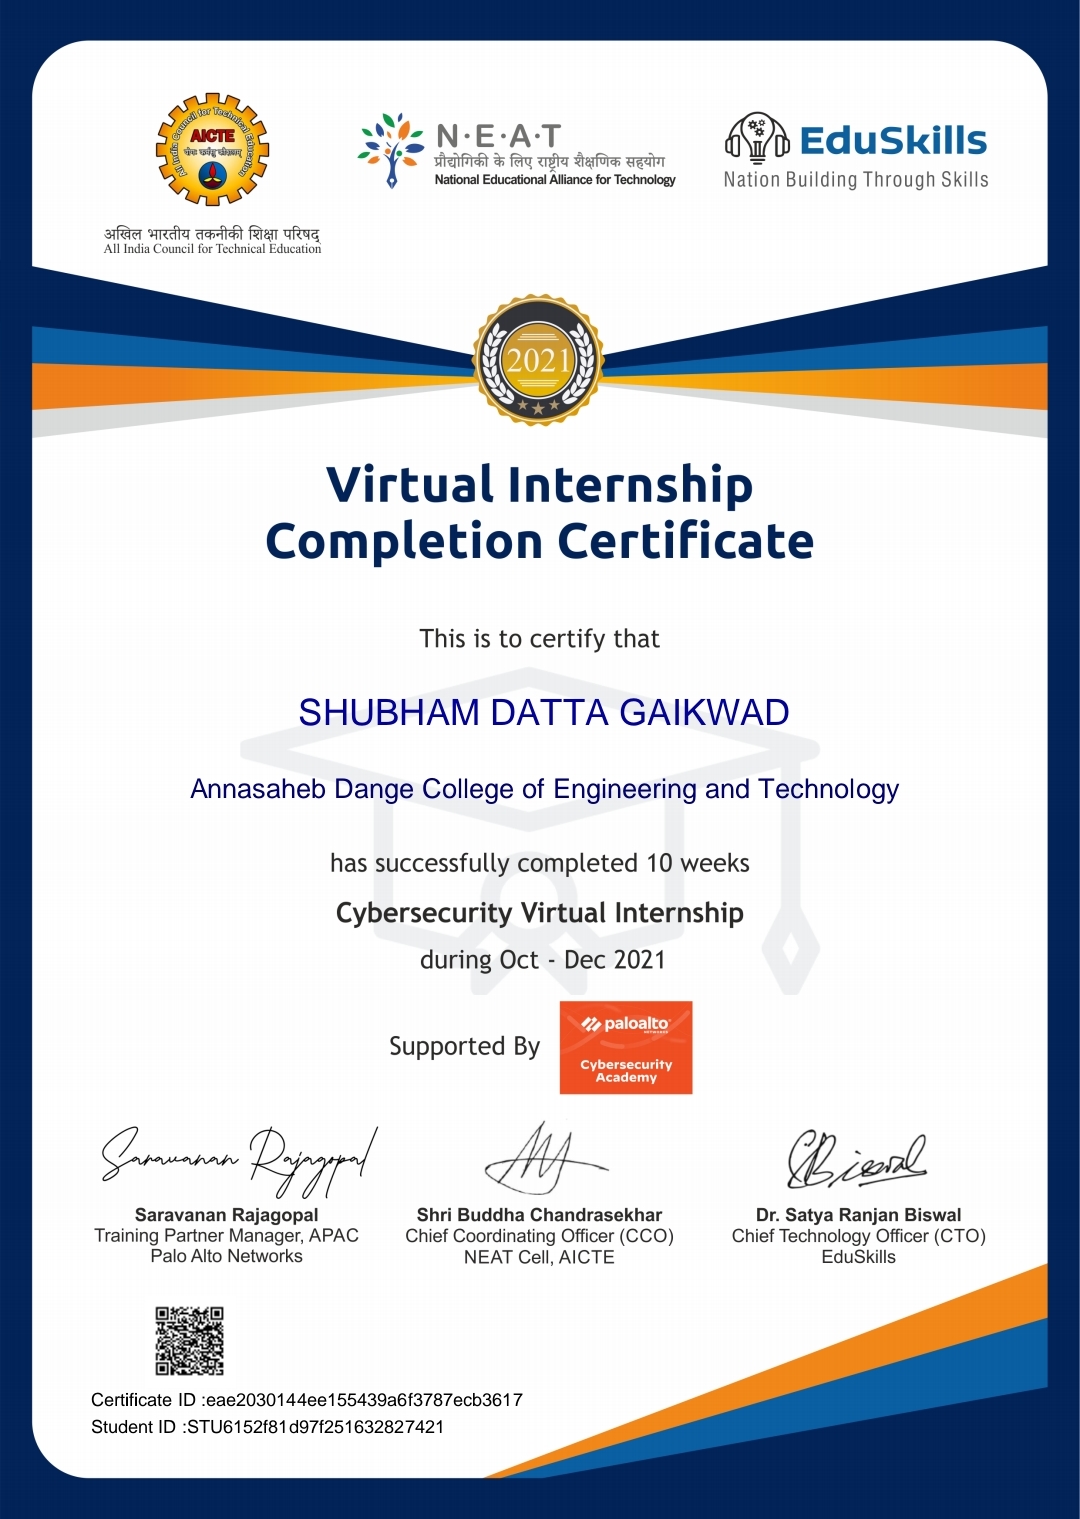 All India Council for Technical Education
AICTE
अखिल भारतीय तकनीकी शिक्षा परिषद्
All India Council for Technical Education
N·E·A·T
प्रौद्योगिकी के लिए राष्ट्रीय शैक्षणिक सहयोग
National Educational Alliance for Technology
EduSkills
Nation Building Through Skills
2021
Virtual Internship
Completion Certificate
This is to certify that
SHUBHAM DATTA GAIKWAD
Annasaheb Dange College of Engineering and Technology
has successfully completed 10 weeks
Cybersecurity Virtual Internship
during Oct - Dec 2021
Supported By
paloalto
NETWORKS
Cybersecurity
Academy
Saravanan Rajagopal
Saravanan Rajagopal
Training Partner Manager, APAC
Palo Alto Networks
Shri Buddha Chandrasekhar
Chief Coordinating Officer (CCO)
NEAT Cell, AICTE
SRBiswal
Dr. Satya Ranjan Biswal
Chief Technology Officer (CTO)
EduSkills
Certificate ID :eae2030144ee155439a6f3787ecb3617
Student ID :STU6152f81d97f251632827421